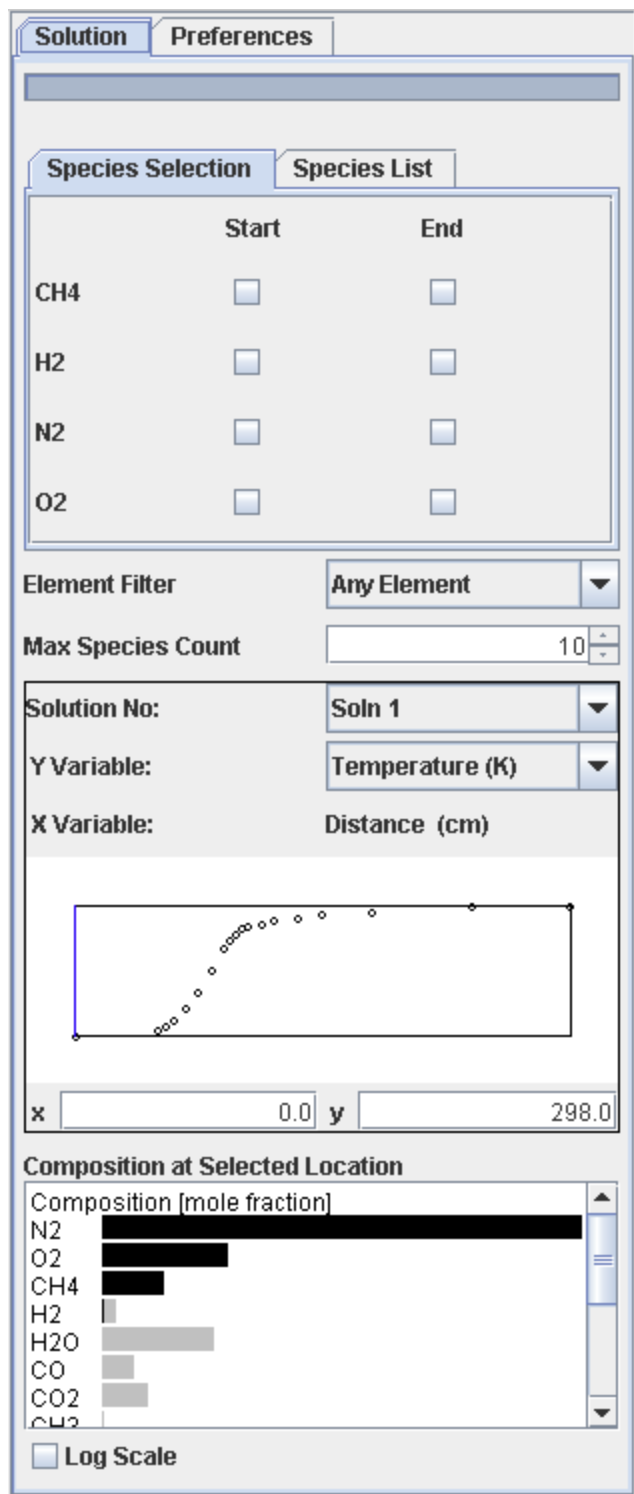 Solution Preferences
Species Selection Species List
Start End
CH4
H2
N2
O2
Element Filter Any Element
Max Species Count 10
Solution No: Soln 1
Y Variable: Temperature (K)
X Variable: Distance (cm)
x 0.0 y 298.0
Composition at Selected Location
Composition [mole fraction]
N2
O2
CH4
H2
H2O
CO
CO2
Log Scale